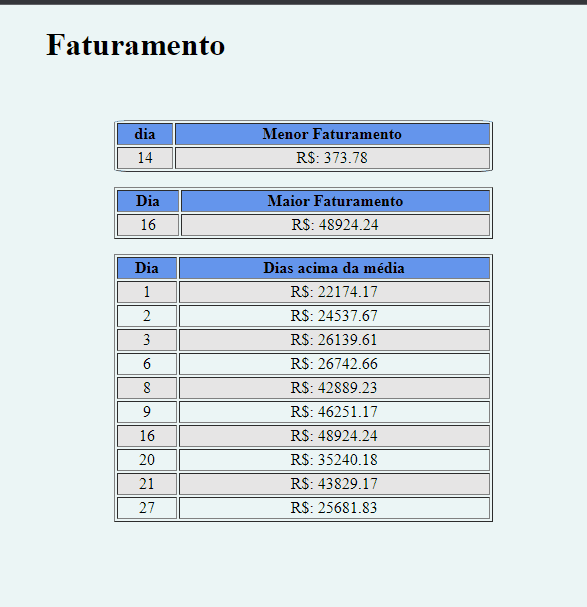 Faturamento
dia Menor Faturamento
14 R$: 373.78
Dia Maior Faturamento
16 R$: 48924.24
Dia Dias acima da média
1 R$: 22174.17
2 R$: 24537.67
3 R$: 26139.61
6 R$: 26742.66
8 R$: 42889.23
9 R$: 46251.17
16 R$: 48924.24
20 R$: 35240.18
21 R$: 43829.17
27 R$: 25681.83